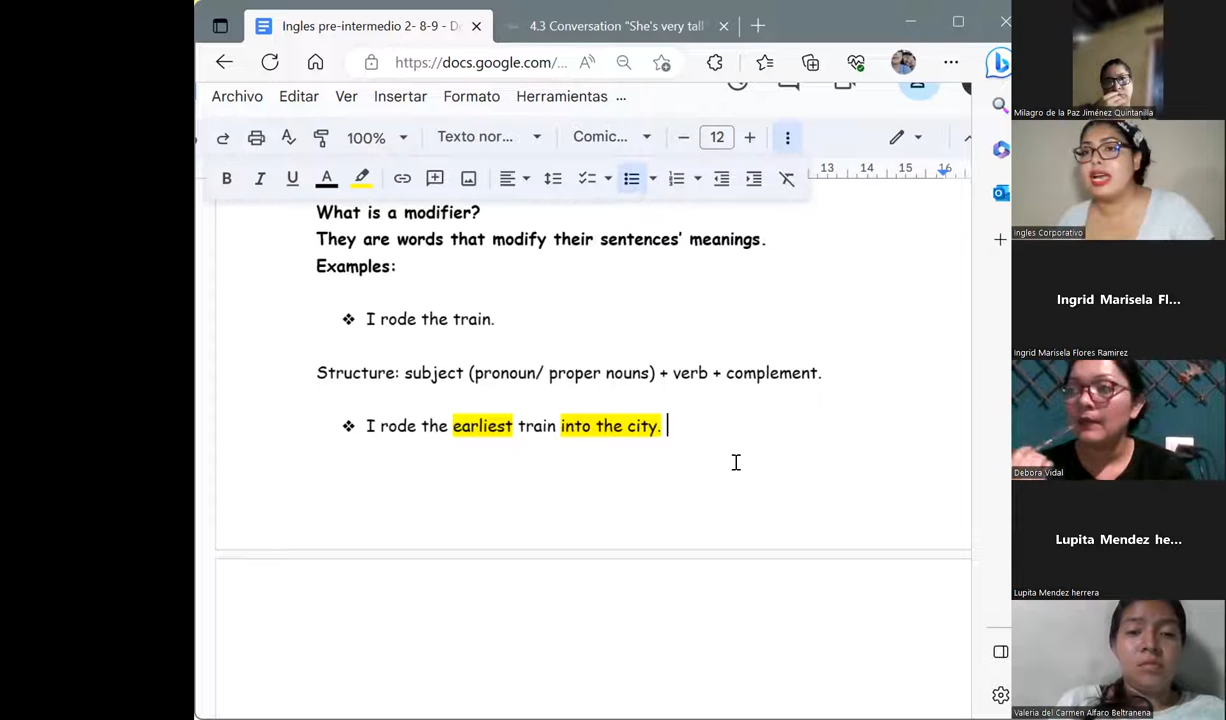 Ingles pre-intermedio 2- 8-9 - D
4.3 Conversation "She's very tall
https://docs.google.com/...
Archivo Editar Ver Insertar Formato Herramientas ...
100% Texto nor... Comic... 12
B I U A
13 14 15 16
What is a modifier?
They are words that modify their sentences' meanings.
Examples:
❖ I rode the train.
Structure: subject (pronoun/ proper nouns) + verb + complement.
❖ I rode the earliest train into the city.
Milagro de la Paz Jiménez Quintanilla
Ingles Corporativo
Ingrid Marisela Fl...
Ingrid Marisela Flores Ramirez
Debora Vidal
Lupita Mendez he...
Lupita Mendez herrera
Valeria del Carmen Alfaro Beltranena